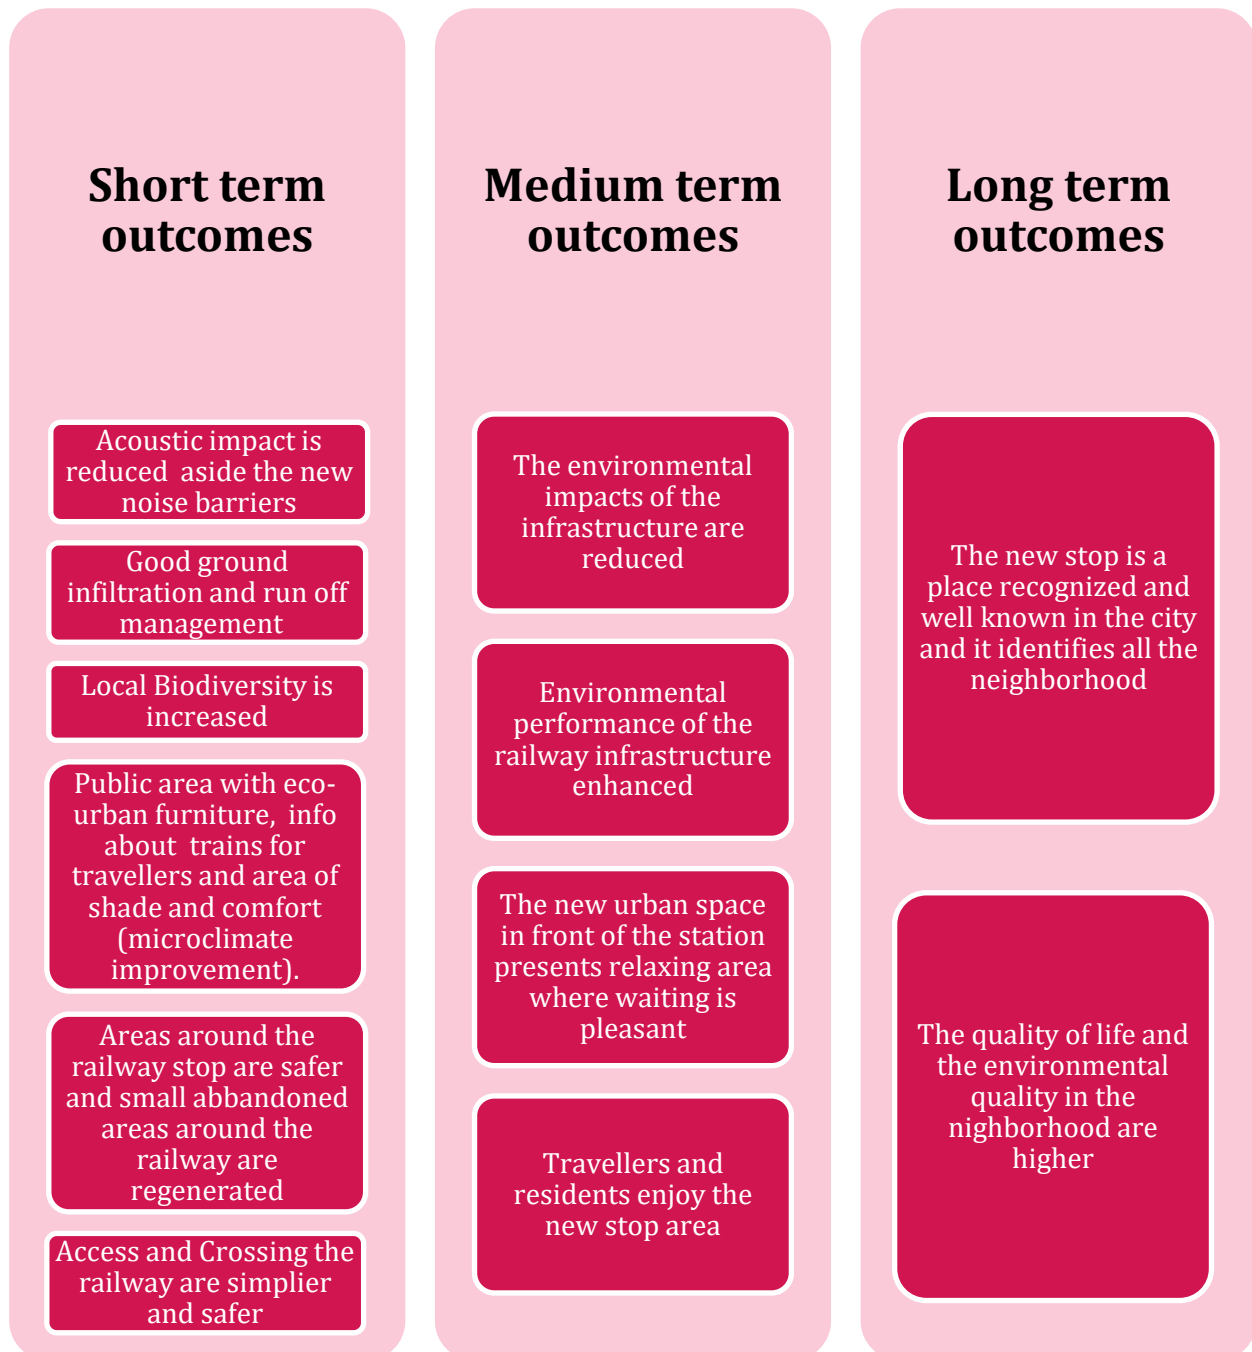 Short term
outcomes
Acoustic impact is
reduced aside the new
noise barriers
Good ground
infiltration and run off
management
Local Biodiversity is
increased
Public area with eco-
urban furniture, info
about trains for
travellers and area of
shade and comfort
(microclimate
improvement).
Areas around the
railway stop are safer
and small abbandoned
areas around the
railway are
regenerated
Access and Crossing the
railway are simplier
and safer
Medium term
outcomes
The environmental
impacts of the
infrastructure are
reduced
Environmental
performance of the
railway infrastructure
enhanced
The new urban space
in front of the station
presents relaxing area
where waiting is
pleasant
Travellers and
residents enjoy the
new stop area
Long term
outcomes
The new stop is a
place recognized and
well known in the city
and it identifies all the
neighborhood
The quality of life and
the environmental
quality in the
nighborhood are
higher